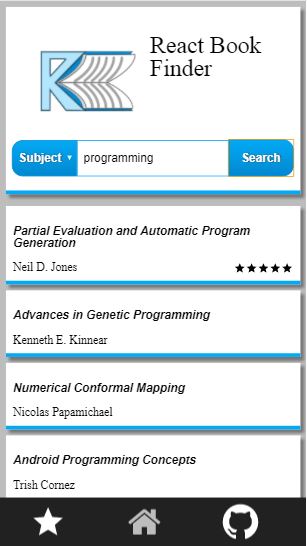 React Book
Finder
Subject ▼ programming Search
Partial Evaluation and Automatic Program
Generation
Neil D. Jones ★★★★★
Advances in Genetic Programming
Kenneth E. Kinnear
Numerical Conformal Mapping
Nicolas Papamichael
Android Programming Concepts
Trish Cornez